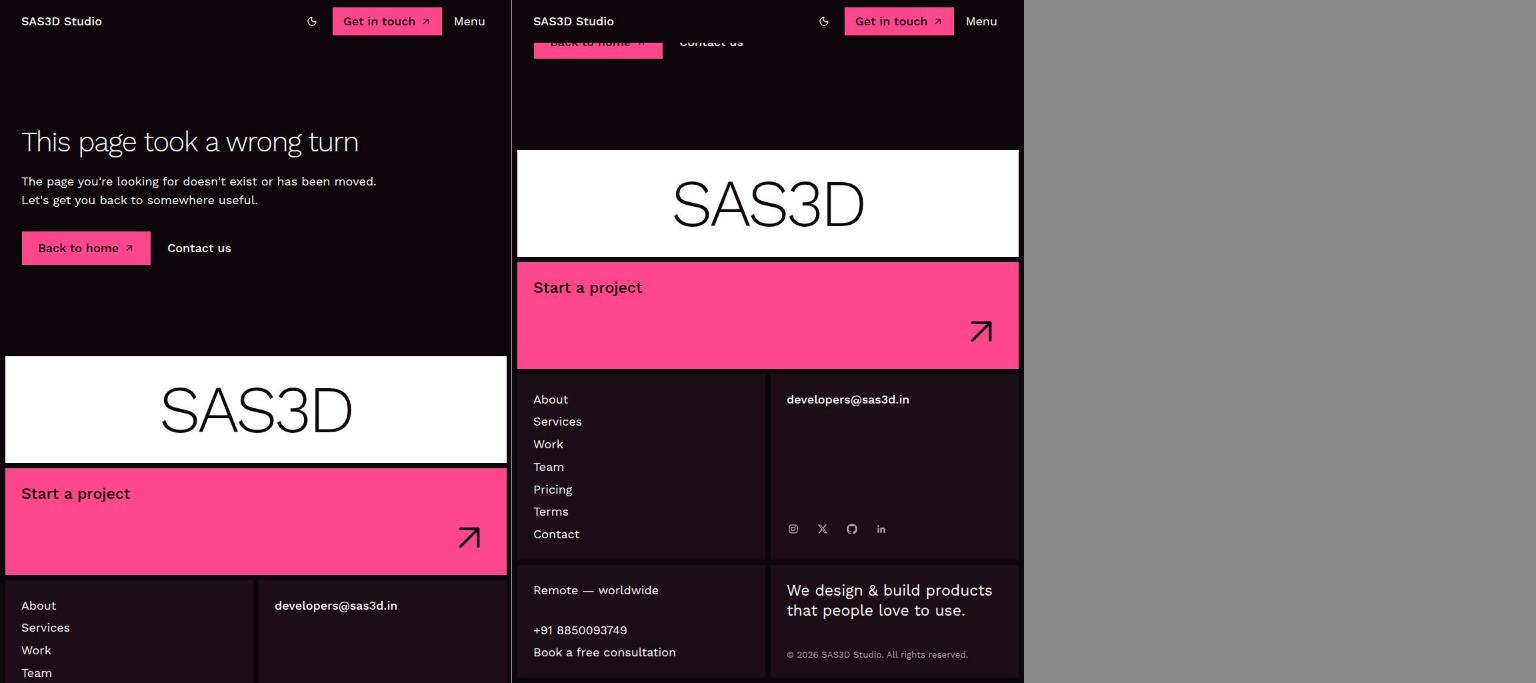 SAS3D Studio
Get in touch
Menu
This page took a wrong turn
The page you're looking for doesn't exist or has been moved.
Let's get you back to somewhere useful.
Back to home
Contact us
SAS3D
Start a project
About
Services
Work
Team
developers@sas3d.in
SAS3D Studio
Get in touch
Menu
Back to home
Contact us
SAS3D
Start a project
About
Services
Work
Team
Pricing
Terms
Contact
developers@sas3d.in
Remote — worldwide
+91 8850093749
Book a free consultation
We design & build products
that people love to use.
© 2026 SAS3D Studio. All rights reserved.